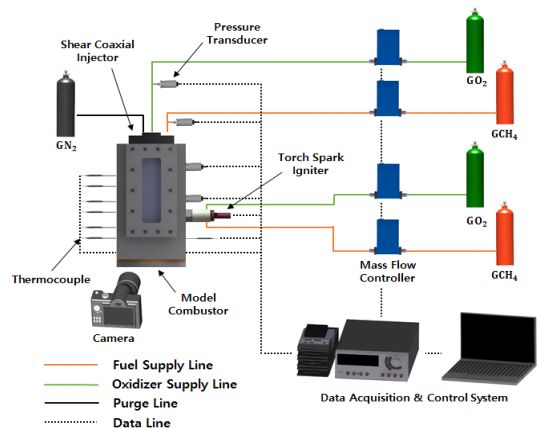 Pressure
Transducer
Shear Coaxial
Injector
GO₂
GN₂
GCH₄
Torch Spark
Igniter
GO₂
GCH₄
Mass Flow
Controller
Thermocouple
Model
Combustor
Camera
Fuel Supply Line
Oxidizer Supply Line
Purge Line
Data Line
Data Acquisition & Control System